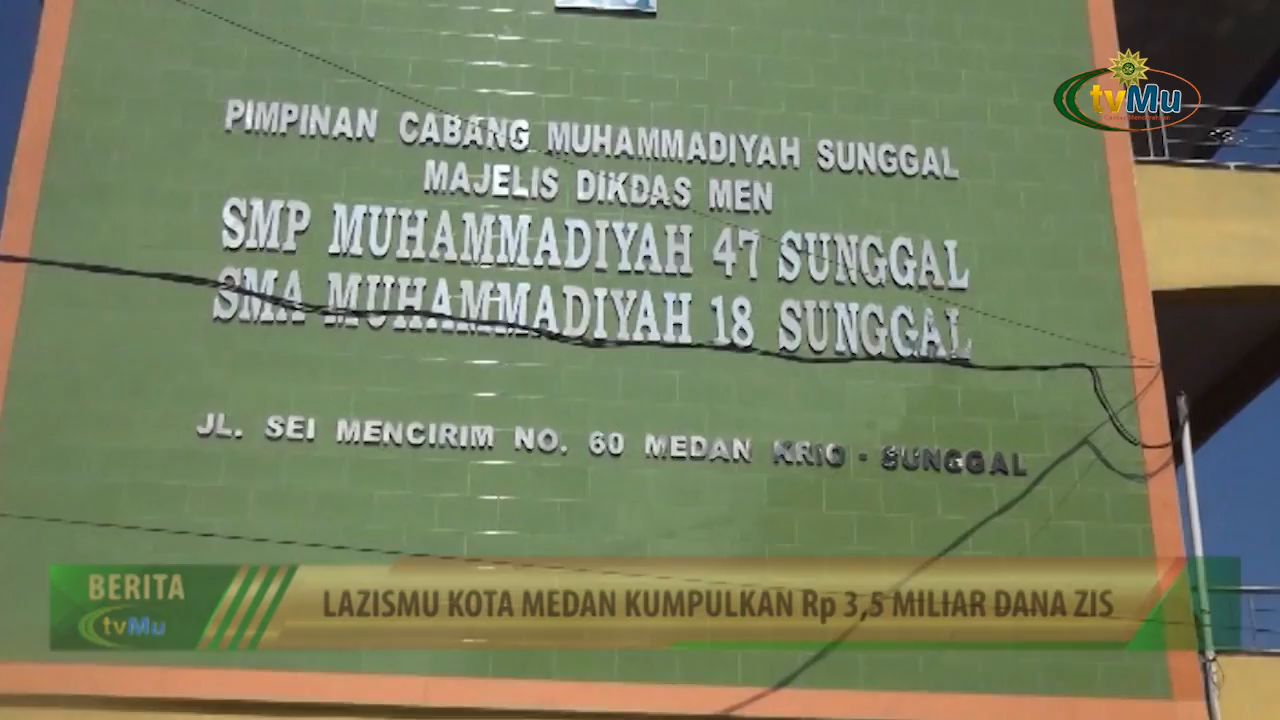 tvMu
PIMPINAN CABANG MUHAMMADIYAH SUNGGAL
MAJELIS DIKDAS MEN
SMP MUHAMMADIYAH 47 SUNGGAL
SMA MUHAMMADIYAH 18 SUNGGAL
JL. SEI MENCIRIM NO. 60 MEDAN KRIO - SUNGGAL
BERITA
tvMu
LAZISMU KOTA MEDAN KUMPULKAN Rp 3,5 MILIAR DANA ZIS